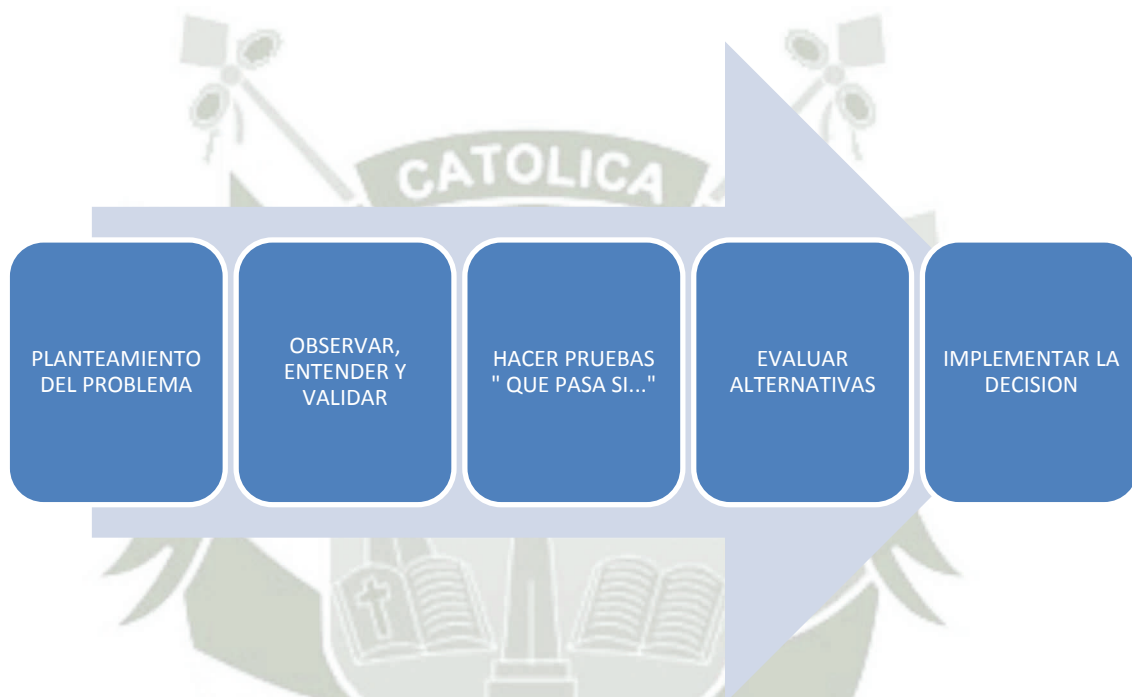 CATOLICA
PLANTEAMIENTO
DEL PROBLEMA
OBSERVAR,
ENTENDER Y
VALIDAR
HACER PRUEBAS
" QUE PASA SI..."
EVALUAR
ALTERNATIVAS
IMPLEMENTAR LA
DECISION